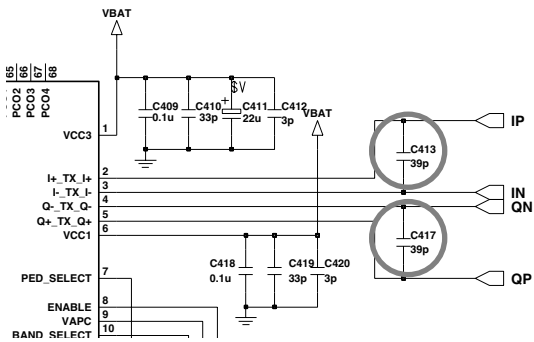 VBAT
65
66
67
68
PCO2
PCO3
PCO4
$V
C409
0.1u
C410
33p
+
C411
22u
C412
3p
VBAT
1
VCC3
IP
C413
39p
2
I+_TX_I+
3
I-_TX_I-
IN
4
Q-_TX_Q-
QN
5
Q+_TX_Q+
6
VCC1
C417
39p
C418
0.1u
C419
33p
C420
3p
7
PED_SELECT
QP
8
ENABLE
9
VAPC
10
BAND_SELECT